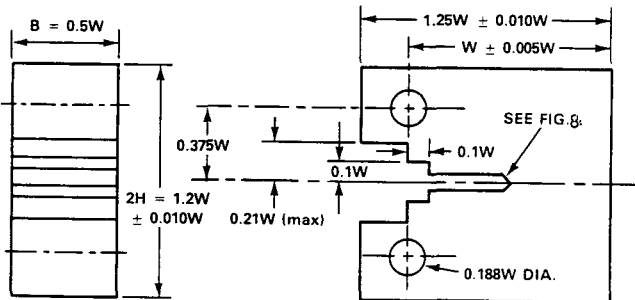 B = 0.5W
1.25W ± 0.010W
W ± 0.005W
SEE FIG.8.
0.375W
0.1W
0.1W
2H = 1.2W
± 0.010W
0.21W (max)
0.188W DIA.